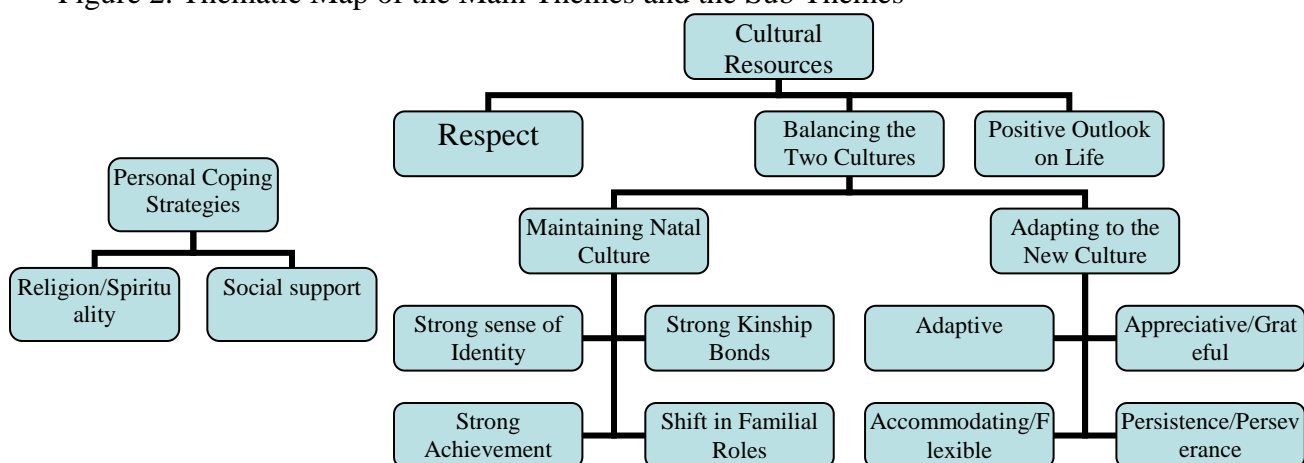 Figure 2. Thematic Map of the Main Themes and the Sub-Themes
Cultural
Resources
Respect
Balancing the
Two Cultures
Positive Outlook
on Life
Personal Coping
Strategies
Religion/Spiritu
ality
Social support
Maintaining Natal
Culture
Adapting to the
New Culture
Strong sense of
Identity
Strong Kinship
Bonds
Adaptive
Appreciative/Grat
eful
Strong
Achievement
Shift in Familial
Roles
Accommodating/F
lexible
Persistence/Persev
erance